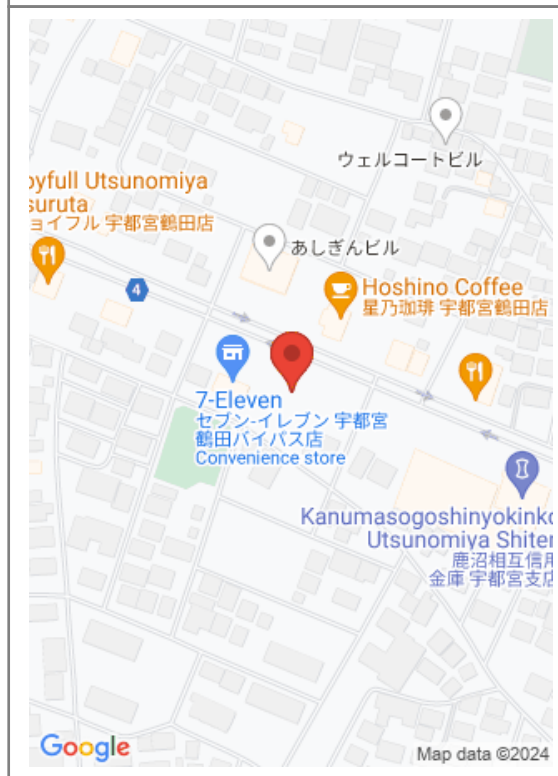 ウェルコートビル
oyfull Utsunomiya
suruta
ョイフル 宇都宮鶴田店
あしぎんビル
4
Hoshino Coffee
星乃珈琲 宇都宮鶴田店
7-Eleven
セブン-イレブン 宇都宮
鶴田バイパス店
Convenience store
Kanumasogoshinyokinko
Utsunomiya Shiten
鹿沼相互信用
金庫 宇都宮支店
Google
Map data ©2024